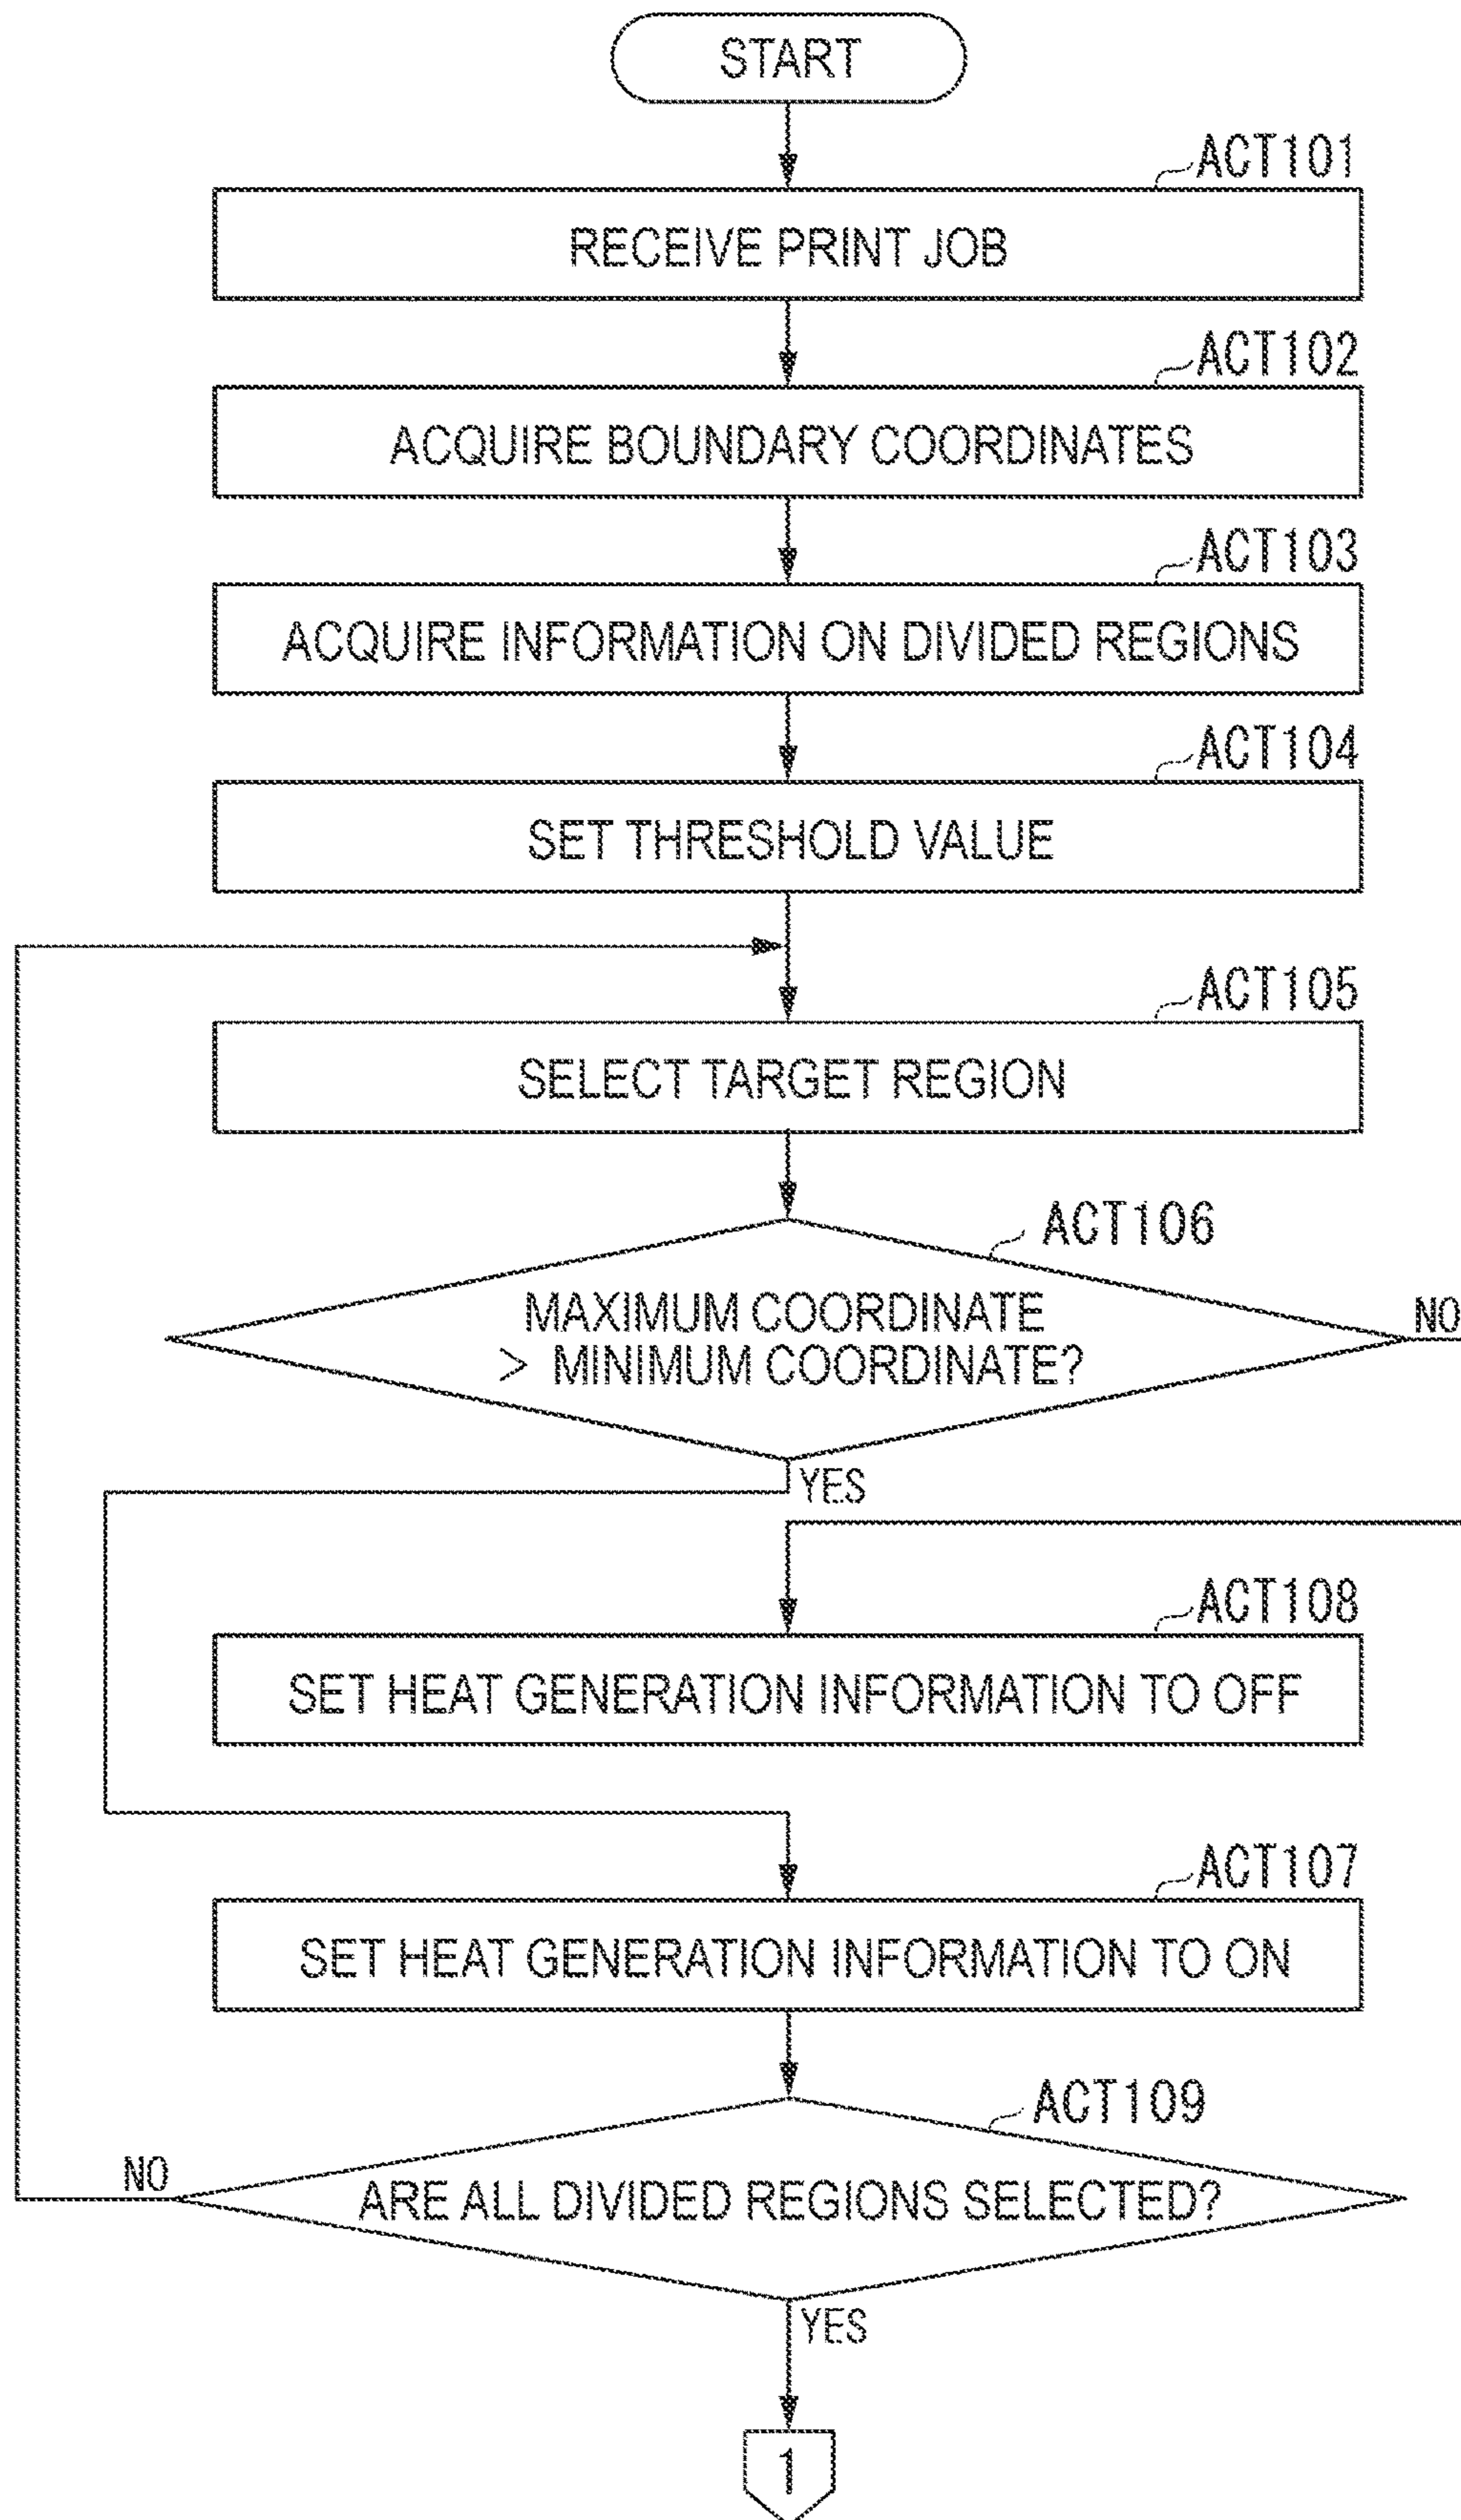 START
ACT101
RECEIVE PRINT JOB
ACT102
ACQUIRE BOUNDARY COORDINATES
ACT103
ACQUIRE INFORMATION ON DIVIDED REGIONS
ACT104
SET THRESHOLD VALUE
ACT105
SELECT TARGET REGION
ACT106
MAXIMUM COORDINATE
> MINIMUM COORDINATE?
NO
YES
ACT108
SET HEAT GENERATION INFORMATION TO OFF
ACT107
SET HEAT GENERATION INFORMATION TO ON
ACT109
NO
ARE ALL DIVIDED REGIONS SELECTED?
YES
1